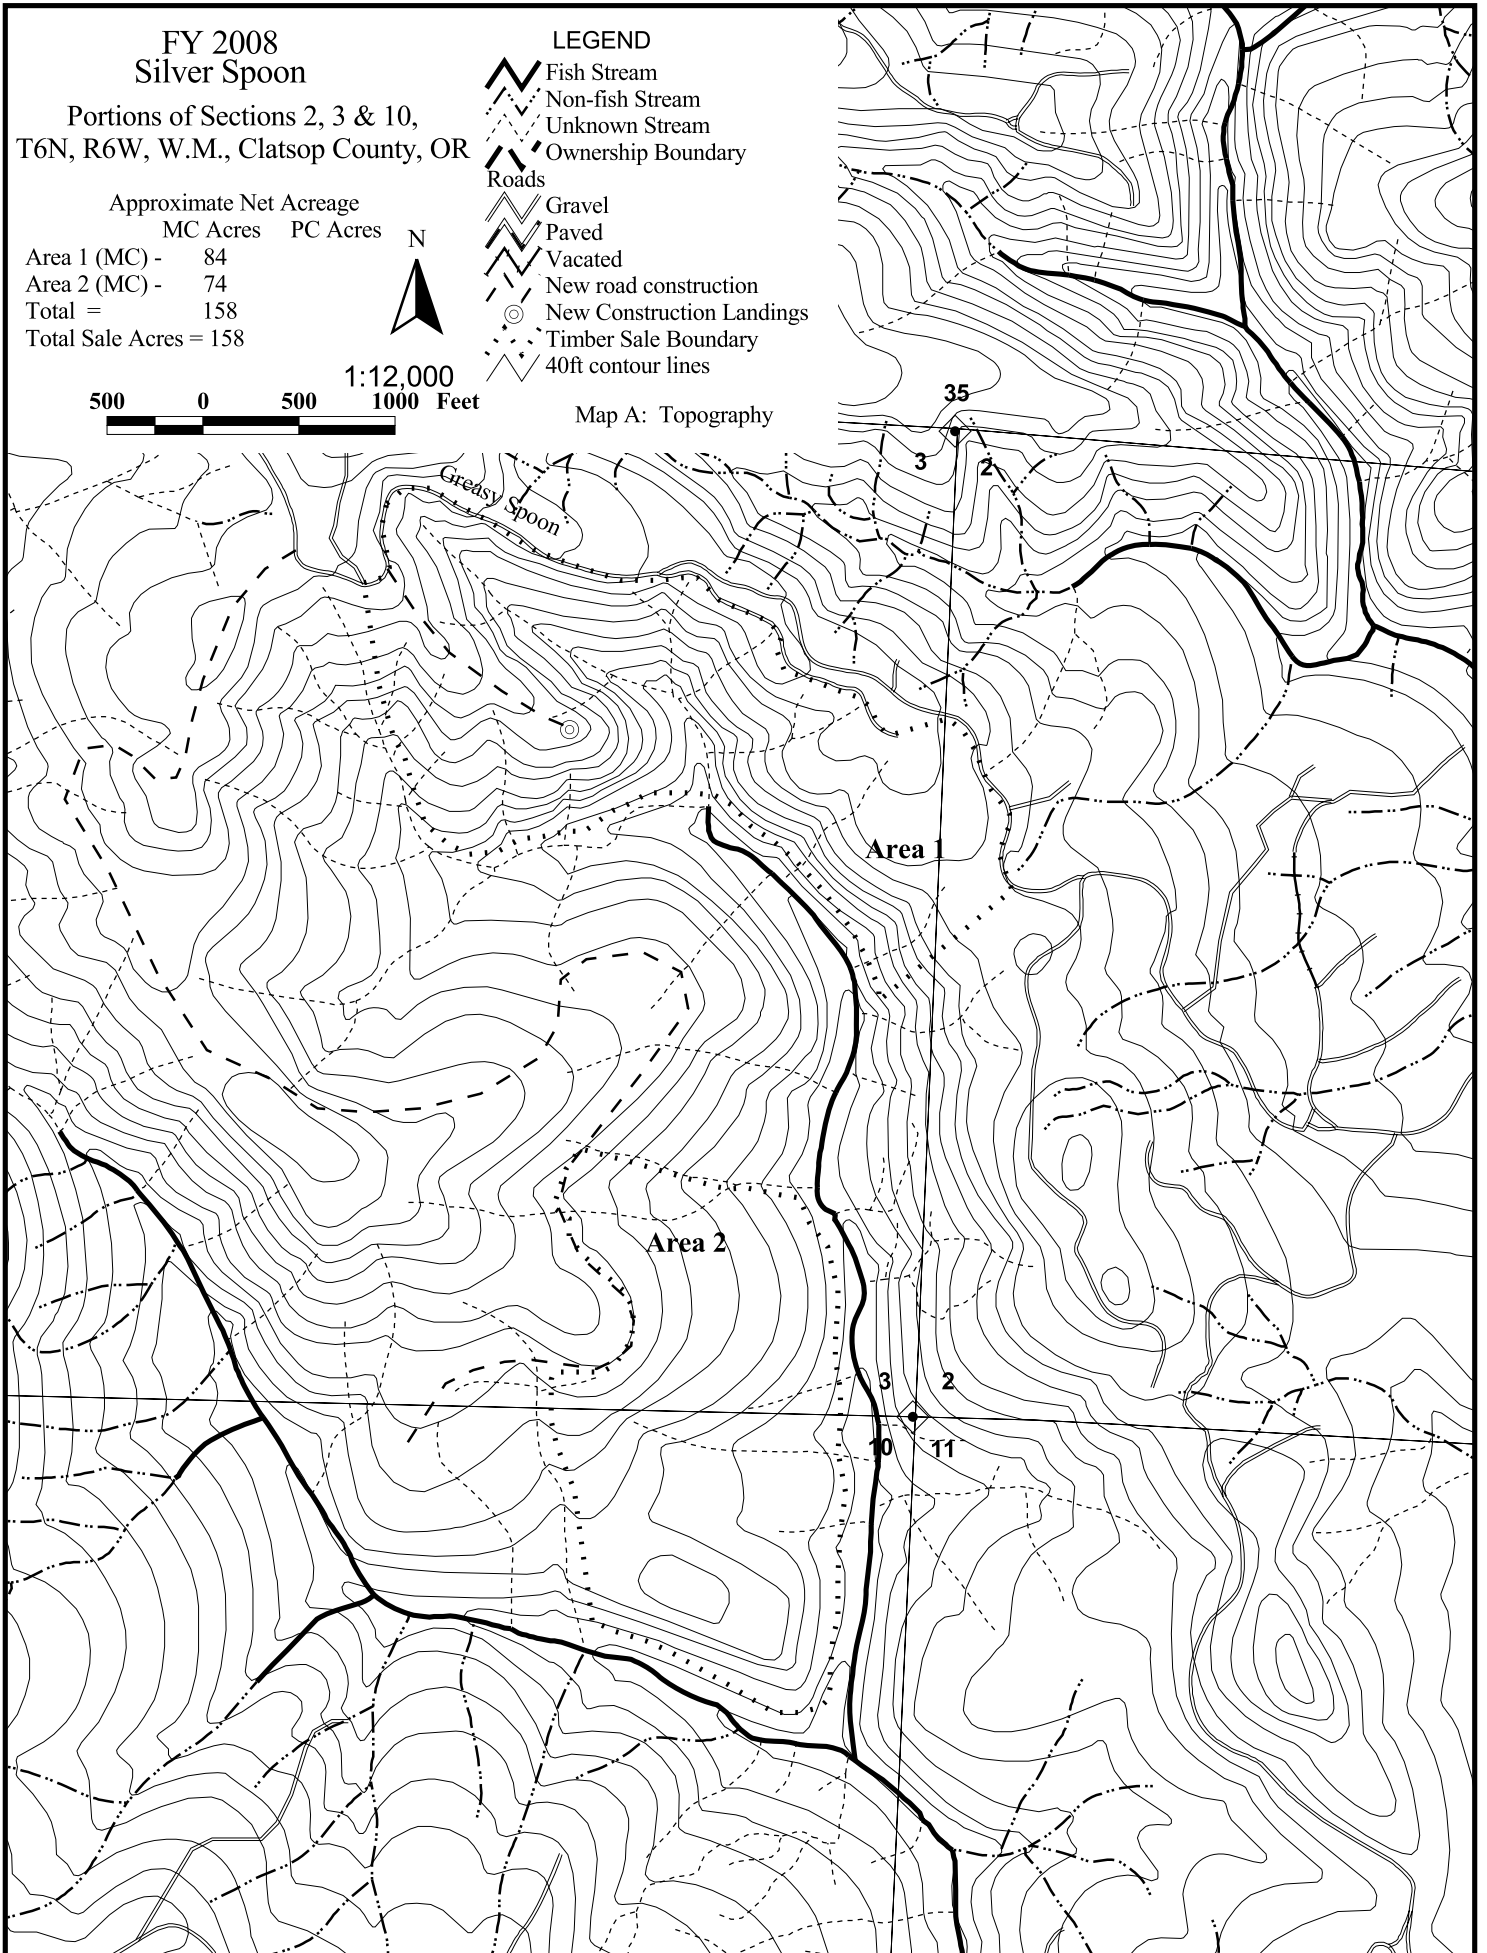 FY 2008
Silver Spoon
Portions of Sections 2, 3 & 10,
T6N, R6W, W.M., Clatsop County, OR
Approximate Net Acreage
MC Acres PC Acres
Area 1 (MC) - 84
Area 2 (MC) - 74
Total = 158
Total Sale Acres = 158
N
1:12,000
500 0 500 1000 Feet
LEGEND
Fish Stream
Non-fish Stream
Unknown Stream
Ownership Boundary
Roads
Gravel
Paved
Vacated
New road construction
New Construction Landings
Timber Sale Boundary
40ft contour lines
Map A: Topography
35
3 2
Greasy Spoon
Area 1
Area 2
3 2
10 11